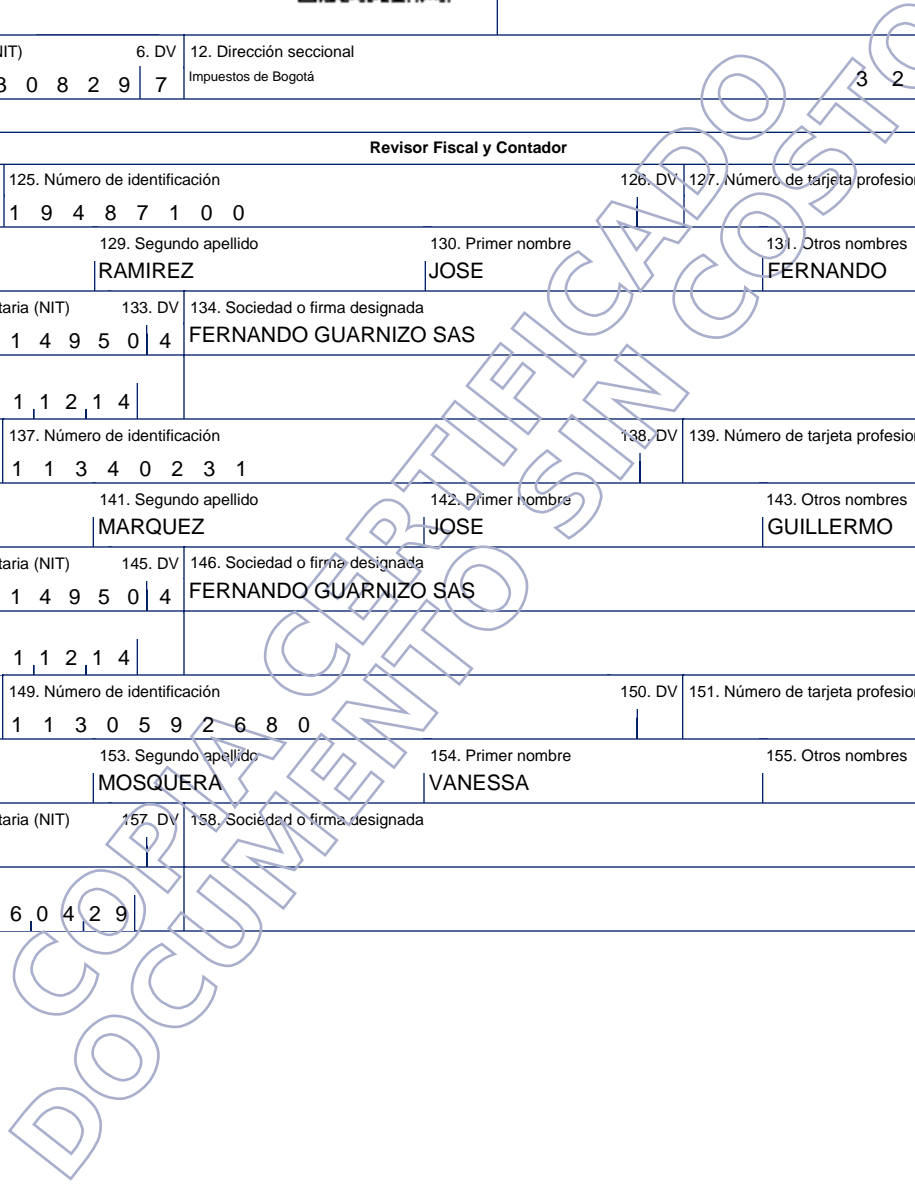 NIT) 6. DV 12. Dirección seccional
3 0 8 2 9 7 Impuestos de Bogotá 3 2
Revisor Fiscal y Contador
125. Número de identificación 126. DV 127. Número de tarjeta profesion
1 9 4 8 7 1 0 0
129. Segundo apellido 130. Primer nombre 131. Otros nombres
RAMIREZ JOSE FERNANDO
taria (NIT) 133. DV 134. Sociedad o firma designada
1 4 9 5 0 4 FERNANDO GUARNIZO SAS
1 1 2 1 4
137. Número de identificación 138. DV 139. Número de tarjeta profesion
1 1 3 4 0 2 3 1
141. Segundo apellido 142. Primer nombre 143. Otros nombres
MARQUEZ JOSE GUILLERMO
taria (NIT) 145. DV 146. Sociedad o firma designada
1 4 9 5 0 4 FERNANDO GUARNIZO SAS
1 1 2 1 4
149. Número de identificación 150. DV 151. Número de tarjeta profesion
1 1 3 0 5 9 2 6 8 0
153. Segundo apellido 154. Primer nombre 155. Otros nombres
MOSQUERA VANESSA
taria (NIT) 157. DV 158. Sociedad o firma designada
6 0 4 2 9
COPIA CERTIFICADO
DOCUMENTO SIN COSTO